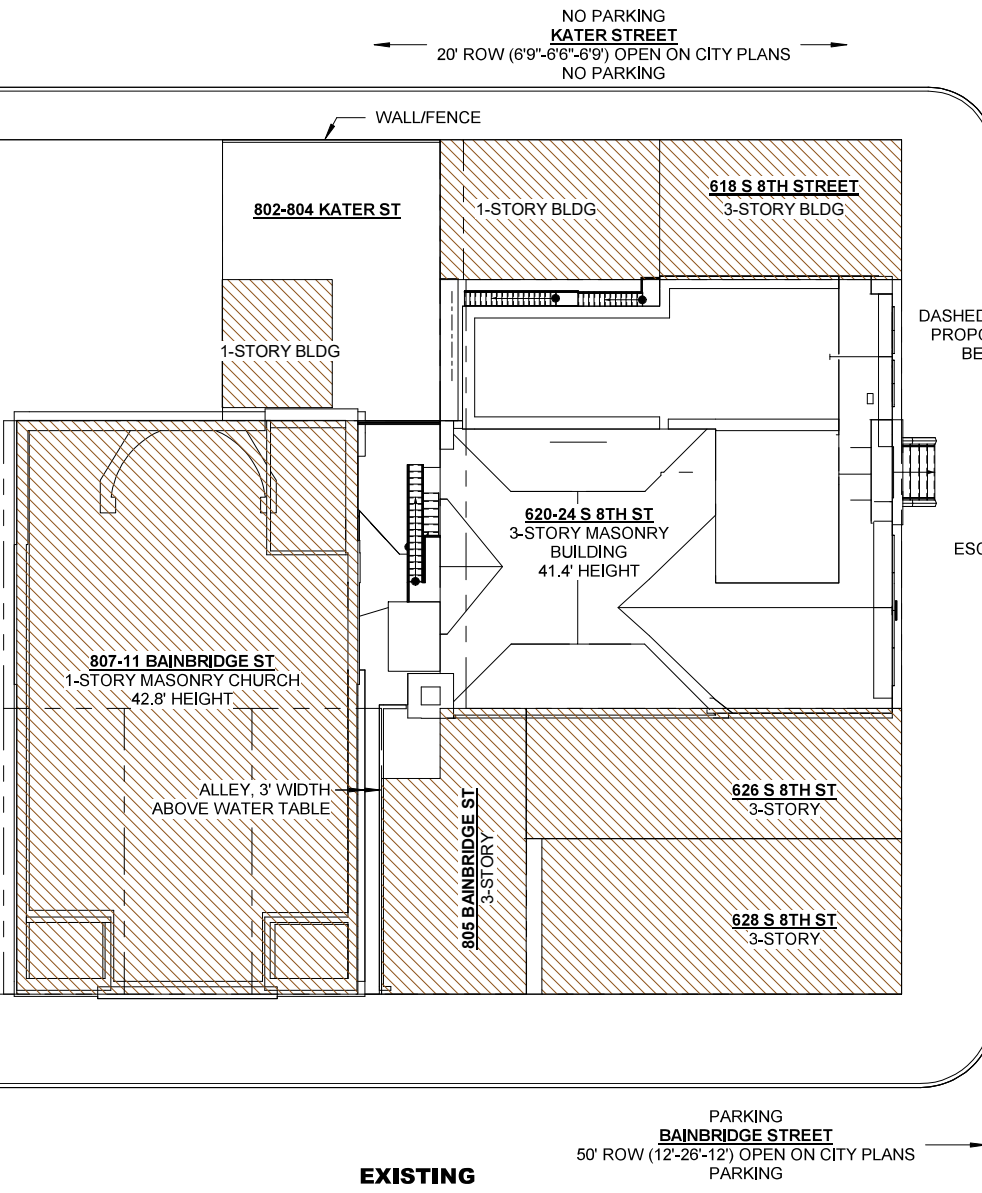 NO PARKING
KATER STREET
20' ROW (6'9"-6'6"-6'9') OPEN ON CITY PLANS
NO PARKING
WALL/FENCE
802-804 KATER ST
1-STORY BLDG
618 S 8TH STREET
3-STORY BLDG
1-STORY BLDG
DASHED
PROPO
BE
620-24 S 8TH ST
3-STORY MASONRY
BUILDING
41.4' HEIGHT
ESC
807-11 BAINBRIDGE ST
1-STORY MASONRY CHURCH
42.8' HEIGHT
ALLEY, 3' WIDTH
ABOVE WATER TABLE
805 BAINBRIDGE ST
3-STORY
626 S 8TH ST
3-STORY
628 S 8TH ST
3-STORY
PARKING
BAINBRIDGE STREET
50' ROW (12'-26'-12') OPEN ON CITY PLANS
PARKING
EXISTING